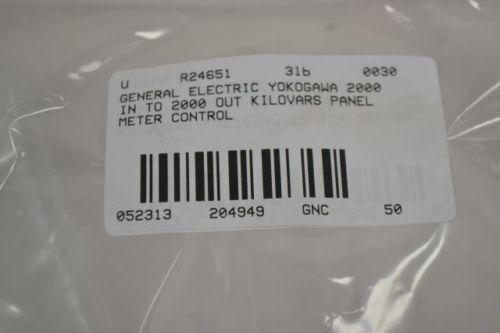 U R24651 31b 0030
GENERAL ELECTRIC YOKOGAWA 2000
IN TO 2000 OUT KILOVARS PANEL
METER CONTROL
052313 204949 GNC 50